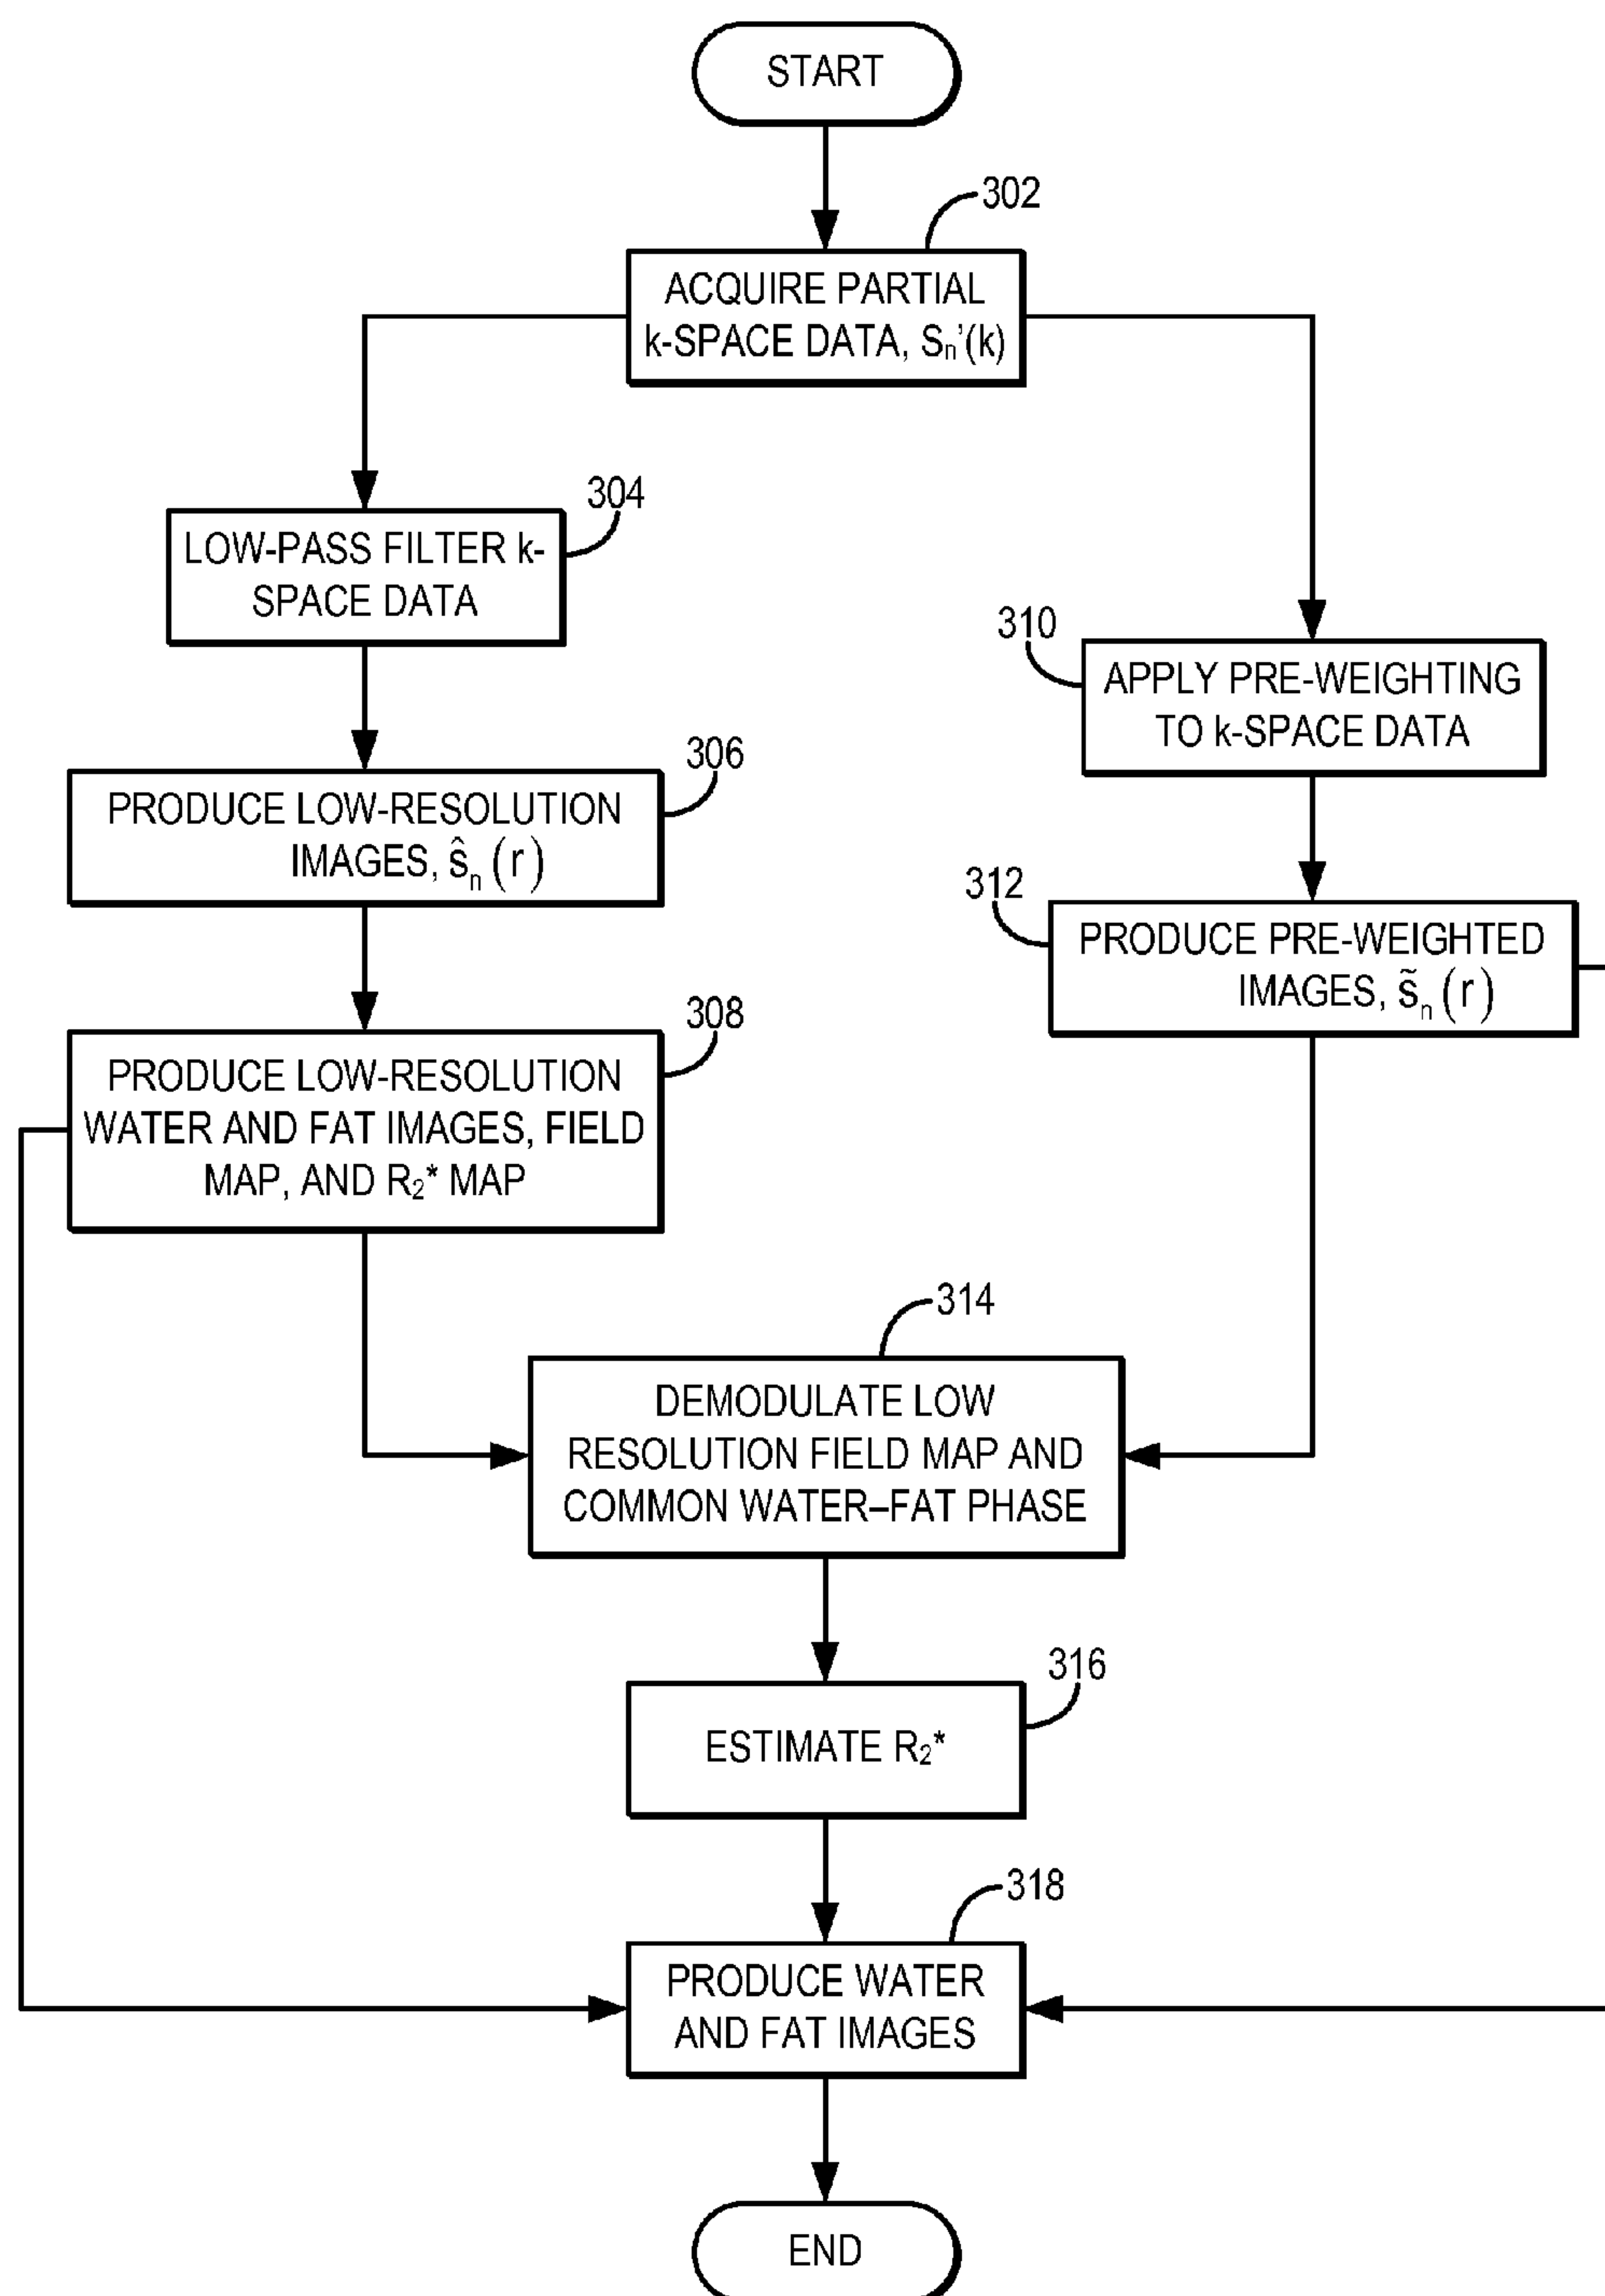 START
302
ACQUIRE PARTIAL
k-SPACE DATA, Sₙ’(k)
304
LOW-PASS FILTER k-
SPACE DATA
306
PRODUCE LOW-RESOLUTION
IMAGES, ŝₙ(r)
308
PRODUCE LOW-RESOLUTION
WATER AND FAT IMAGES, FIELD
MAP, AND R₂* MAP
310
APPLY PRE-WEIGHTING
TO k-SPACE DATA
312
PRODUCE PRE-WEIGHTED
IMAGES, s̃ₙ(r)
314
DEMODULATE LOW
RESOLUTION FIELD MAP AND
COMMON WATER–FAT PHASE
316
ESTIMATE R₂*
318
PRODUCE WATER
AND FAT IMAGES
END